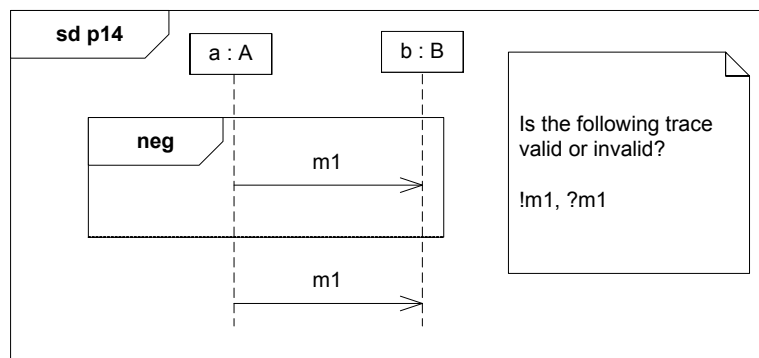 sd p14
a : A
b : B
neg
m1
Is the following trace
valid or invalid?
!m1, ?m1
m1